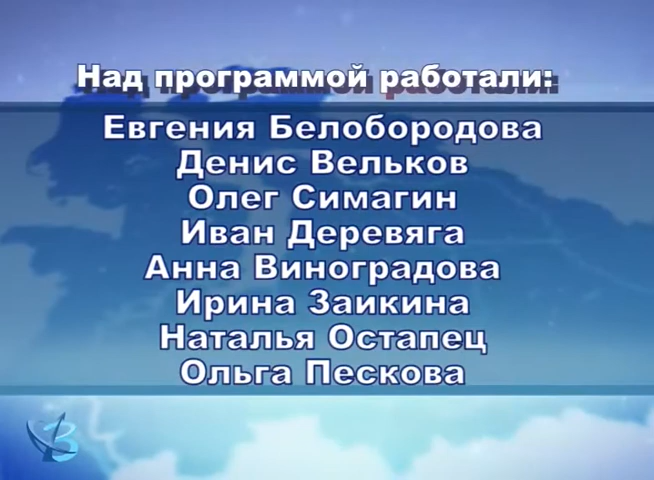 Над программой работали:
Евгения Белобородова
Денис Вельков
Олег Симагин
Иван Деревяга
Анна Виноградова
Ирина Заикина
Наталья Остапец
Ольга Пескова